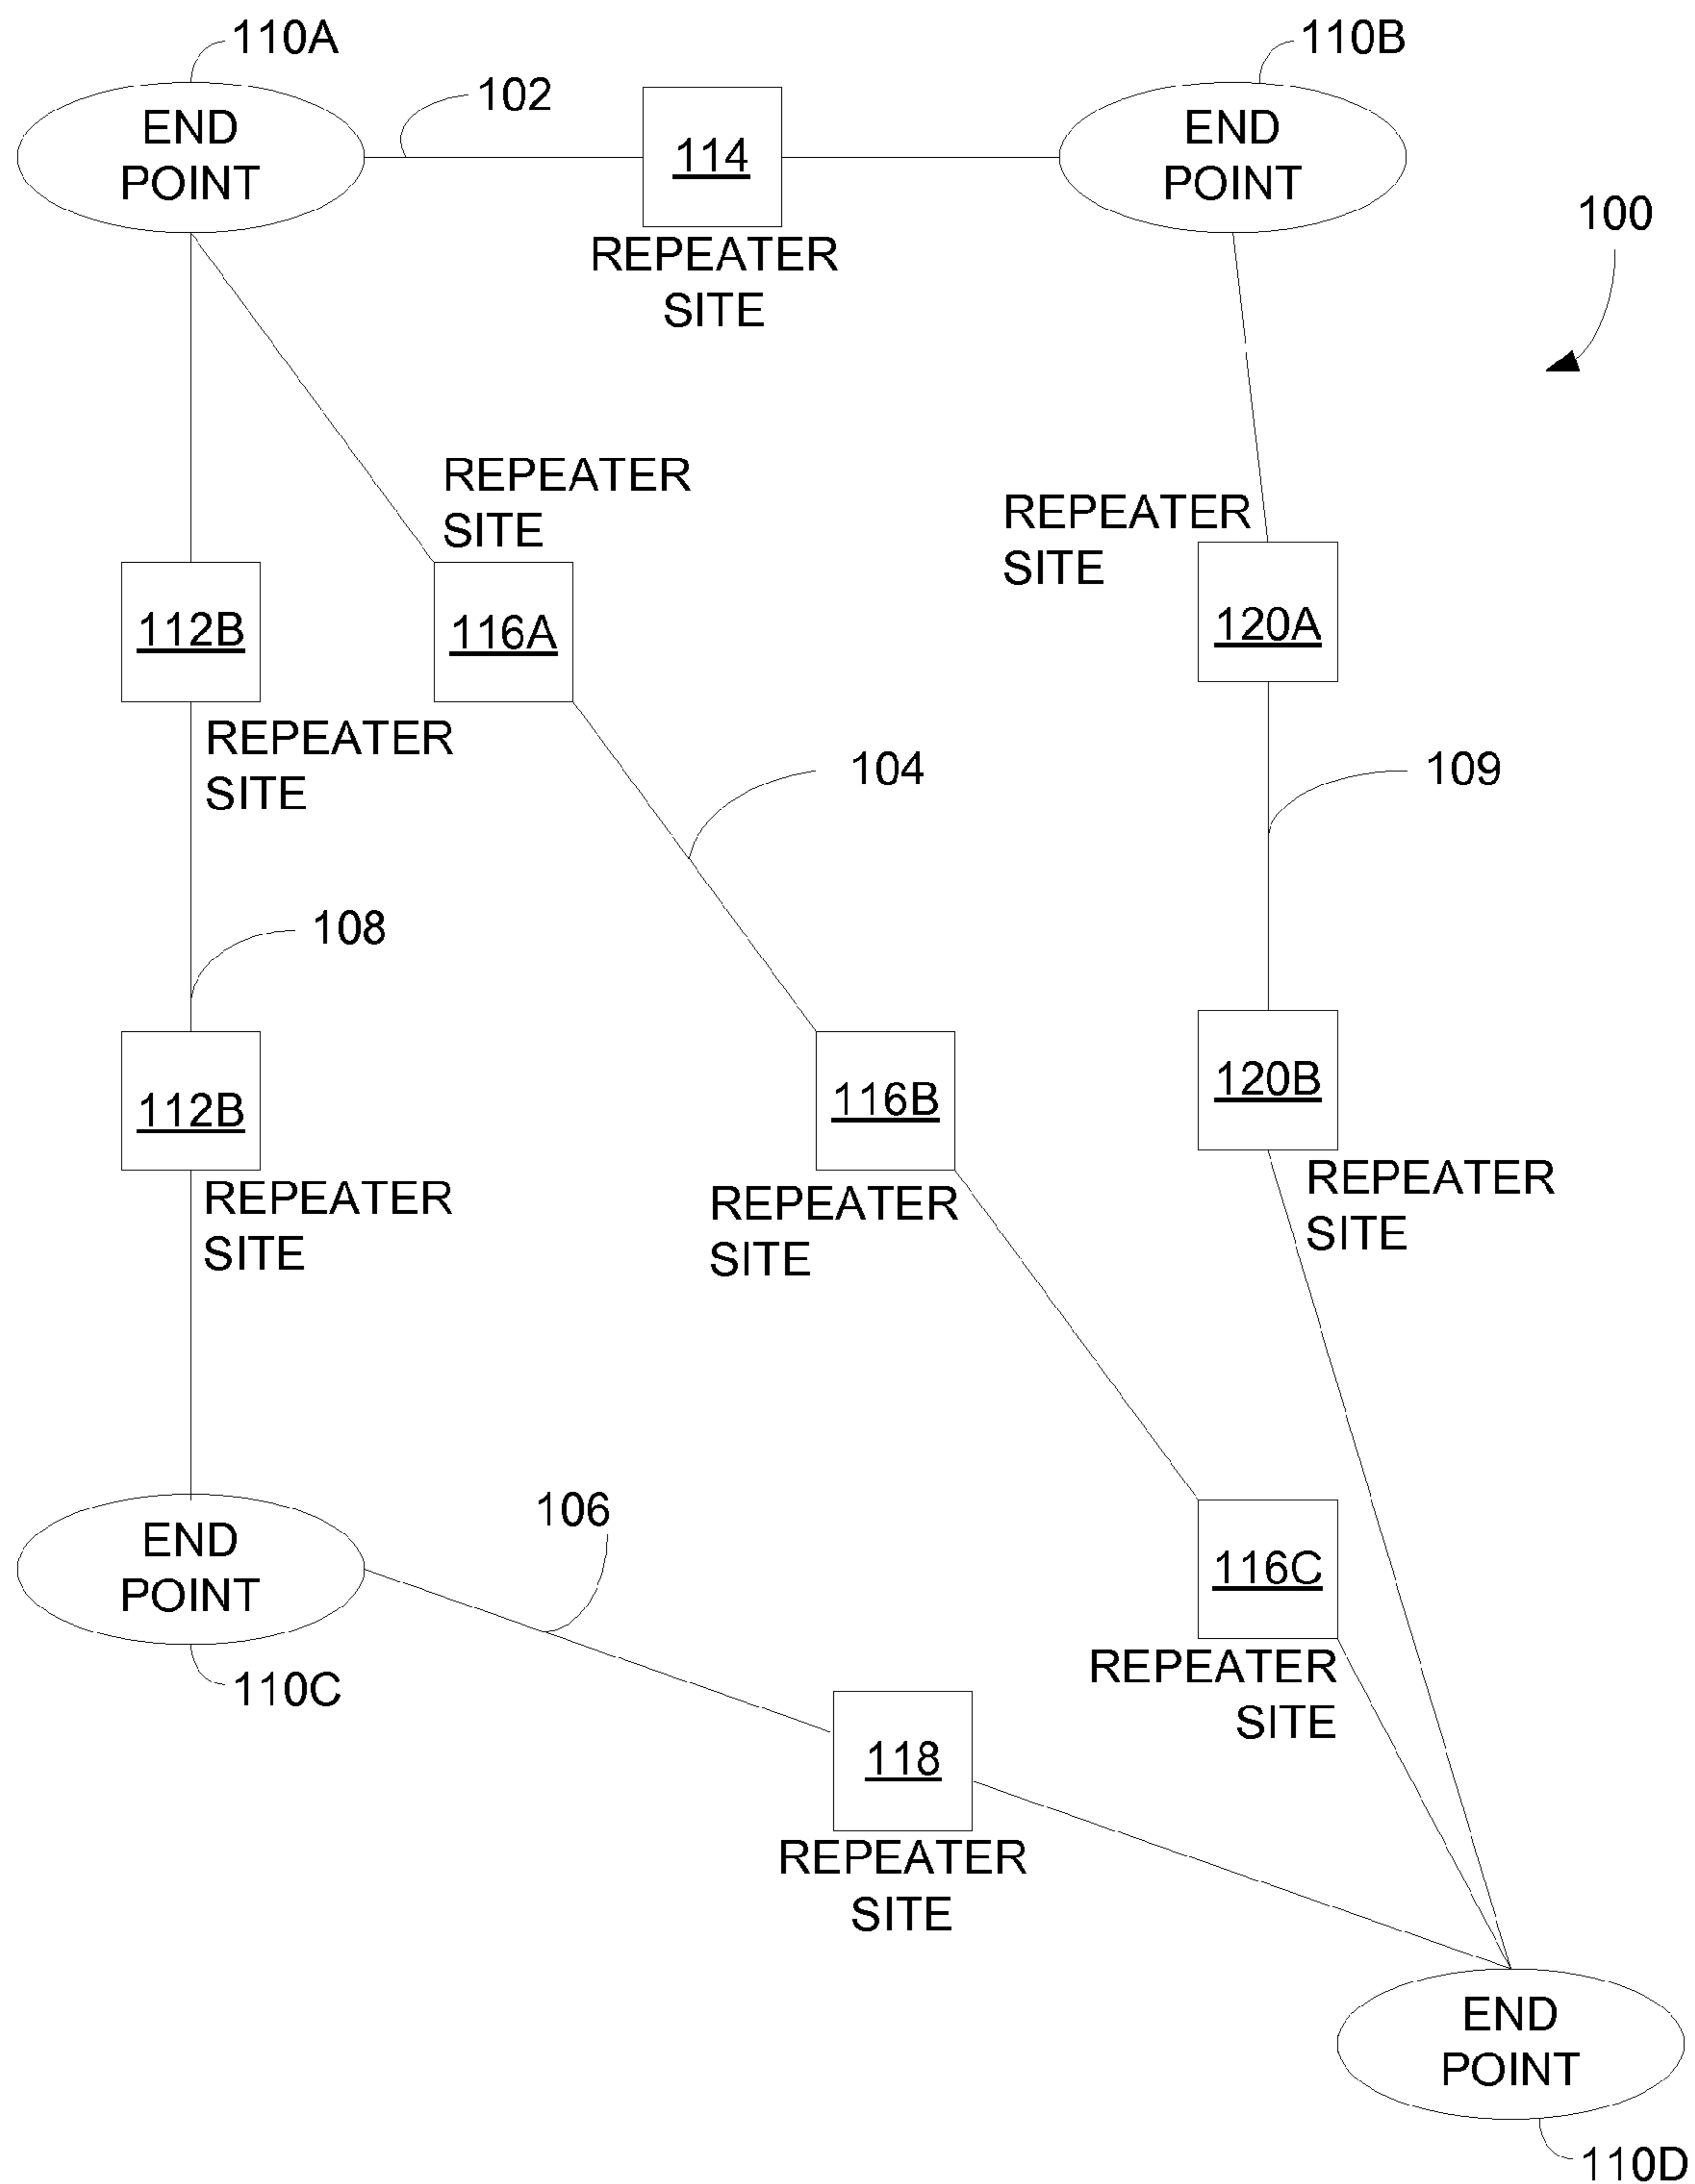 110A
110B
102
END
POINT
114
END
POINT
100
REPEATER
SITE
REPEATER
SITE
REPEATER
SITE
112B
116A
120A
REPEATER
SITE
104
109
108
112B
116B
120B
REPEATER
SITE
REPEATER
SITE
REPEATER
SITE
106
END
POINT
116C
110C
REPEATER
SITE
118
REPEATER
SITE
END
POINT
110D